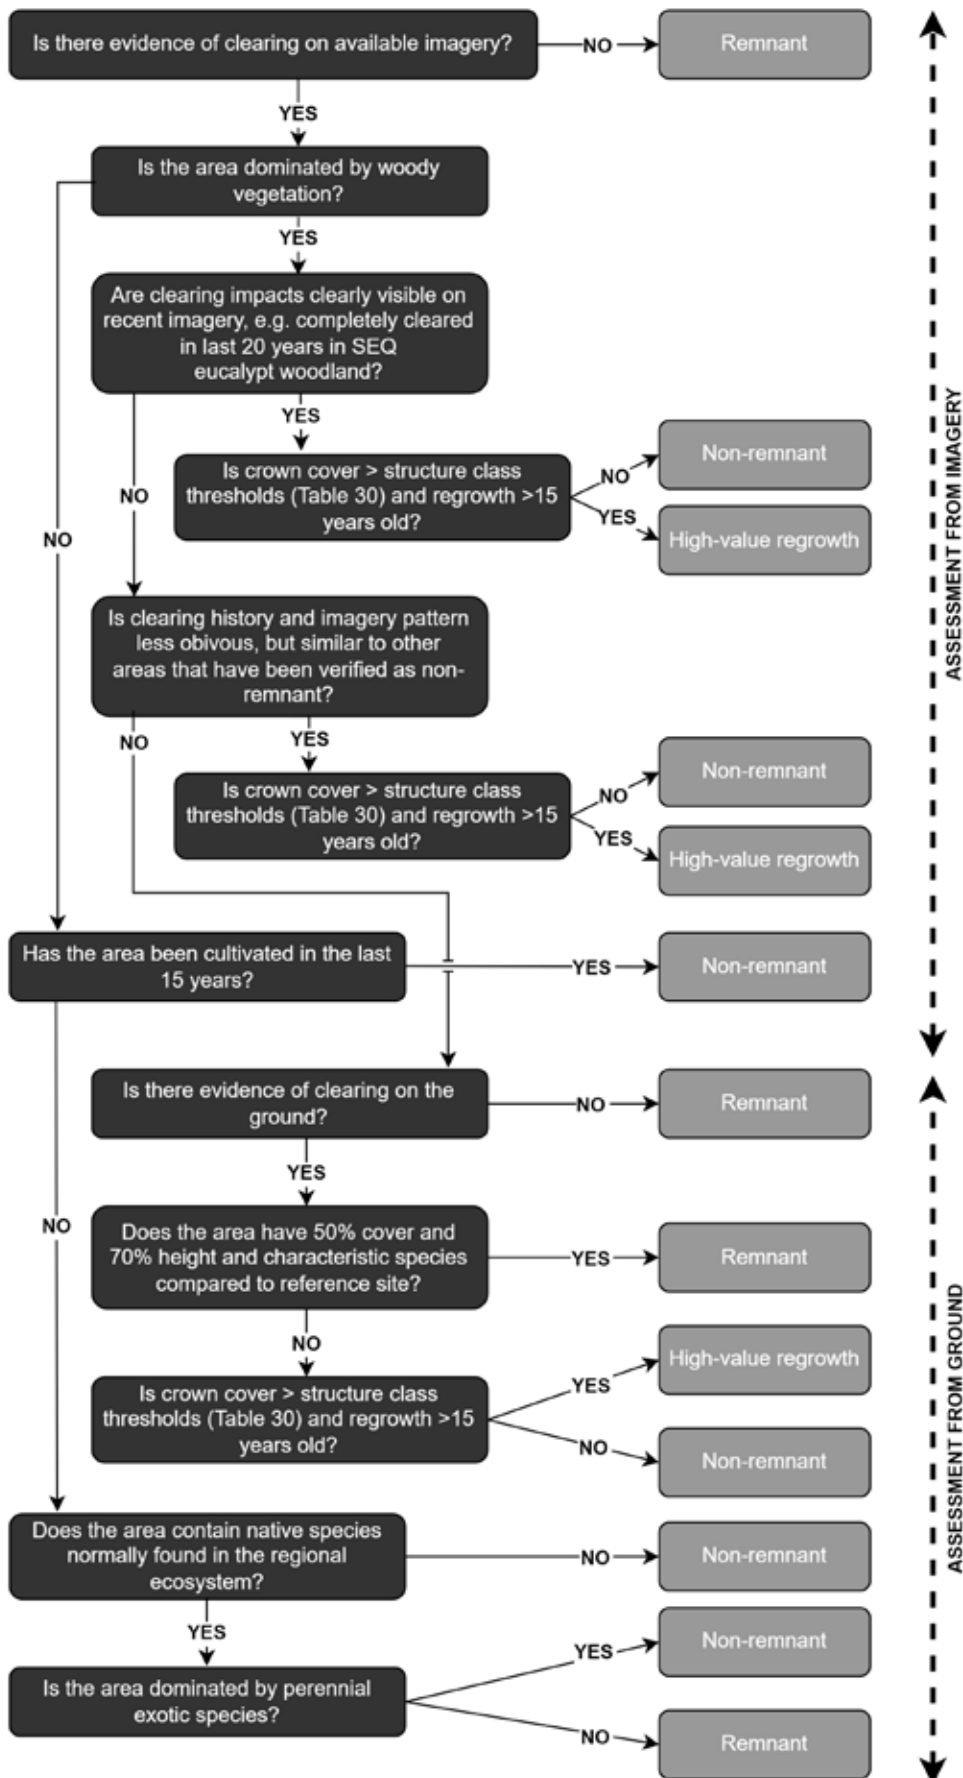 Is there evidence of clearing on available imagery?
NO
Remnant
YES
Is the area dominated by woody
vegetation?
YES
Are clearing impacts clearly visible on
recent imagery, e.g. completely cleared
in last 20 years in SEQ
eucalypt woodland?
YES
NO
NO
Is crown cover > structure class
thresholds (Table 30) and regrowth >15
years old?
NO
Non-remnant
YES
High-value regrowth
Is clearing history and imagery pattern
less obivous, but similar to other
areas that have been verified as non-
remnant?
NO
YES
Is crown cover > structure class
thresholds (Table 30) and regrowth >15
years old?
NO
Non-remnant
YES
High-value regrowth
Has the area been cultivated in the last
15 years?
YES
Non-remnant
ASSESSMENT FROM IMAGERY
Is there evidence of clearing on the
ground?
NO
Remnant
YES
NO
Does the area have 50% cover and
70% height and characteristic species
compared to reference site?
YES
Remnant
NO
Is crown cover > structure class
thresholds (Table 30) and regrowth >15
years old?
YES
High-value regrowth
NO
Non-remnant
Does the area contain native species
normally found in the regional
ecosystem?
NO
Non-remnant
YES
Is the area dominated by perennial
exotic species?
YES
Non-remnant
NO
Remnant
ASSESSMENT FROM GROUND